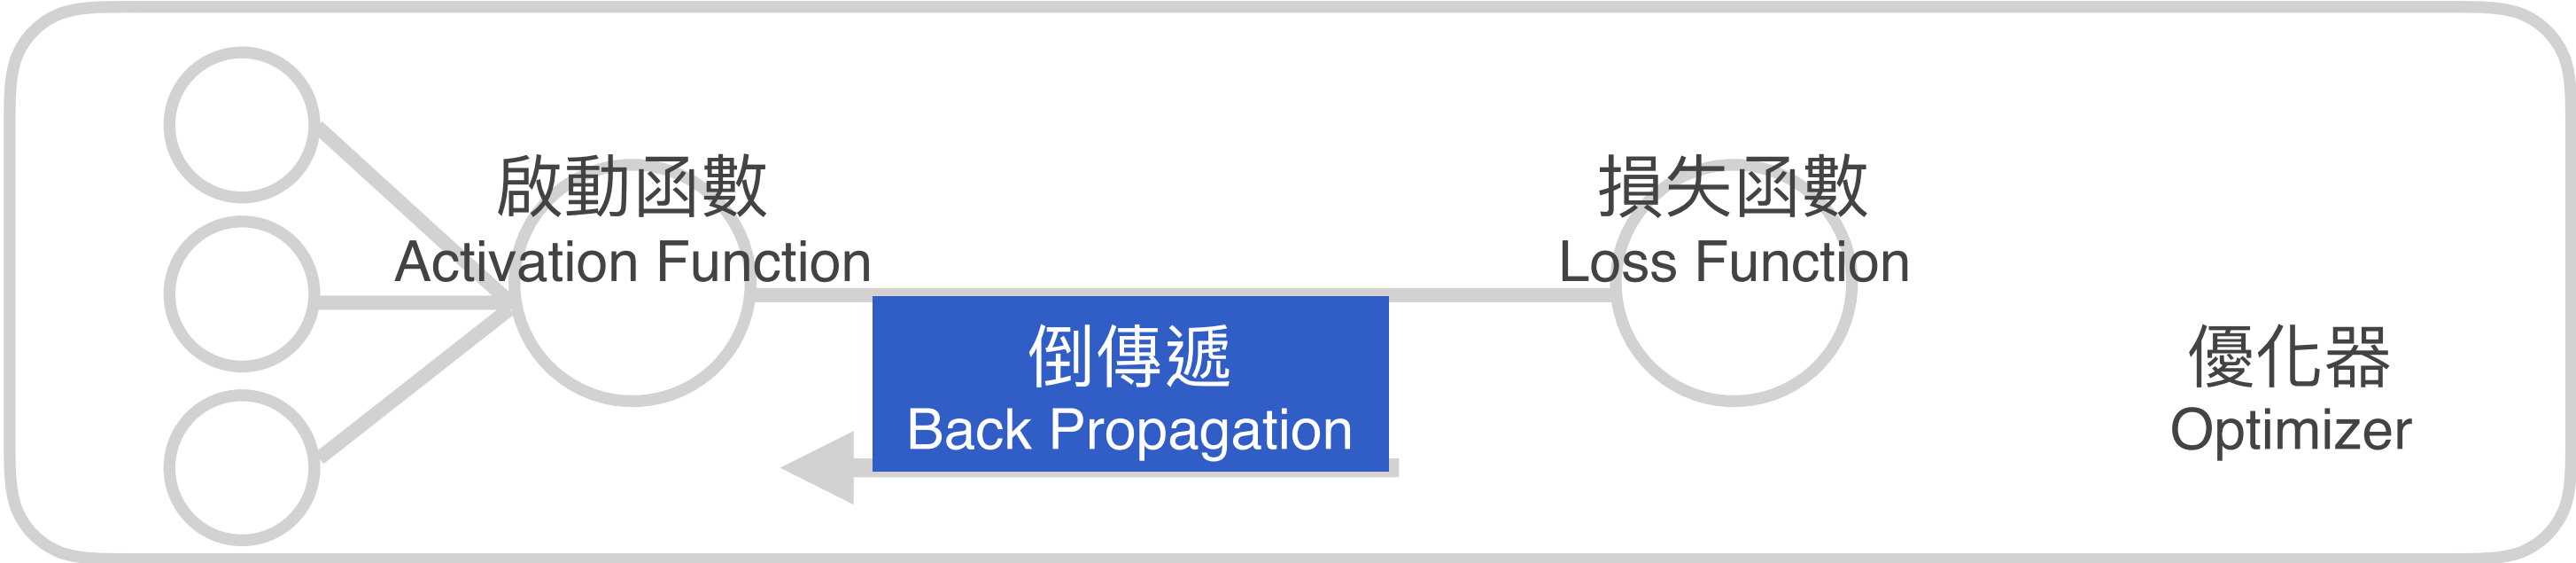 啟動函數
Activation Function
損失函數
Loss Function
倒傳遞
Back Propagation
優化器
Optimizer